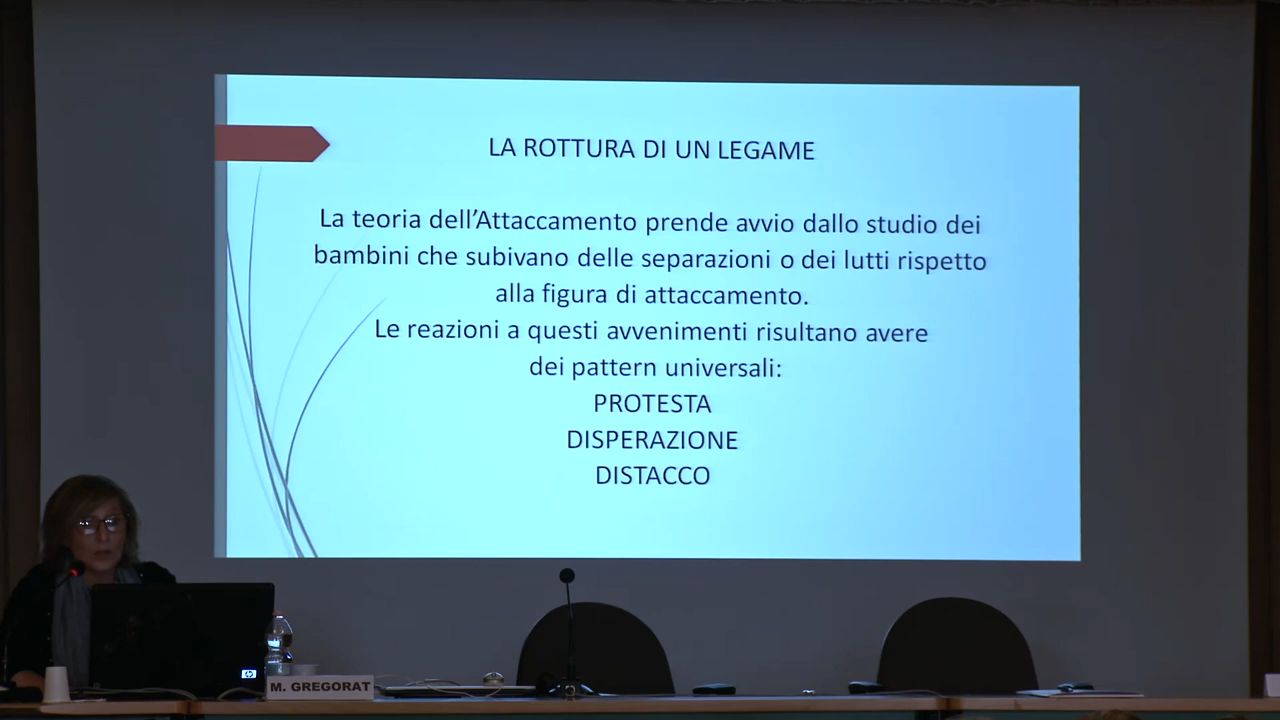 LA ROTTURA DI UN LEGAME
La teoria dell'Attaccamento prende avvio dallo studio dei
bambini che subivano delle separazioni o dei lutti rispetto
alla figura di attaccamento.
Le reazioni a questi avvenimenti risultano avere
dei pattern universali:
PROTESTA
DISPERAZIONE
DISTACCO
hp
M. GREGORAT